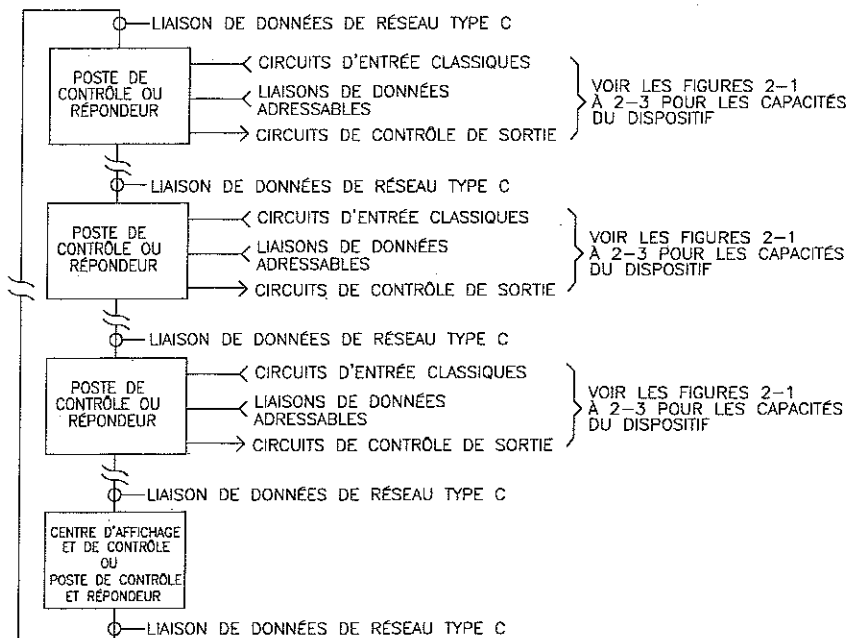 LIAISON DE DONNÉES DE RÉSEAU TYPE C
POSTE DE
CONTRÔLE OU
RÉPONDEUR
CIRCUITS D'ENTRÉE CLASSIQUES
LIAISONS DE DONNÉES
ADRESSABLES
CIRCUITS DE CONTRÔLE DE SORTIE
VOIR LES FIGURES 2-1
À 2-3 POUR LES CAPACITÉS
DU DISPOSITIF
LIAISON DE DONNÉES DE RÉSEAU TYPE C
POSTE DE
CONTRÔLE OU
RÉPONDEUR
CIRCUITS D'ENTRÉE CLASSIQUES
LIAISONS DE DONNÉES
ADRESSABLES
CIRCUITS DE CONTRÔLE DE SORTIE
VOIR LES FIGURES 2-1
À 2-3 POUR LES CAPACITÉS
DU DISPOSITIF
LIAISON DE DONNÉES DE RÉSEAU TYPE C
POSTE DE
CONTRÔLE OU
RÉPONDEUR
CIRCUITS D'ENTRÉE CLASSIQUES
LIAISONS DE DONNÉES
ADRESSABLES
CIRCUITS DE CONTRÔLE DE SORTIE
VOIR LES FIGURES 2-1
À 2-3 POUR LES CAPACITÉS
DU DISPOSITIF
LIAISON DE DONNÉES DE RÉSEAU TYPE C
CENTRE D'AFFICHAGE
ET DE CONTRÔLE
OU
POSTE DE CONTRÔLE
ET RÉPONDEUR
LIAISON DE DONNÉES DE RÉSEAU TYPE C